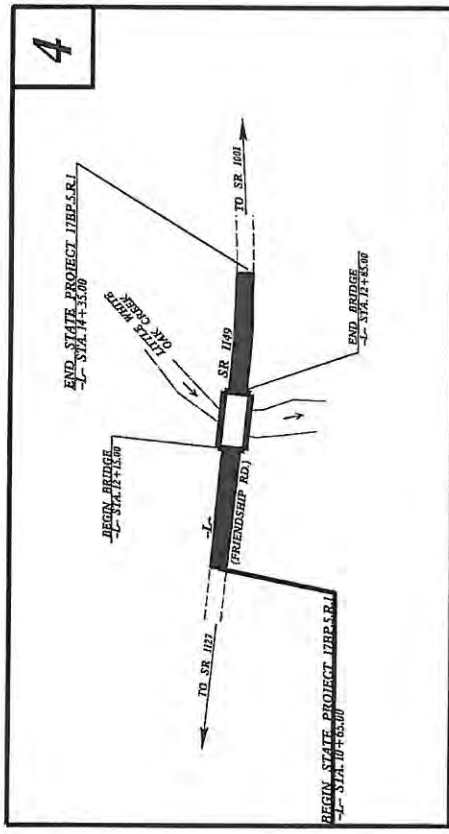 4
END STATE PROJECT 17BP.5.R.1
-L- STA. 14+35.00
LITTLE WHITE
OAK CREEK
TO SR 1001
BEGIN BRIDGE
-L- STA. 12+15.00
SR 1149
-L-
(FRIENDSHIP RD.)
END BRIDGE
-L- STA. 12+85.00
TO SR 1127
BEGIN STATE PROJECT 17BP.5.R.1
-L- STA. 10+65.00